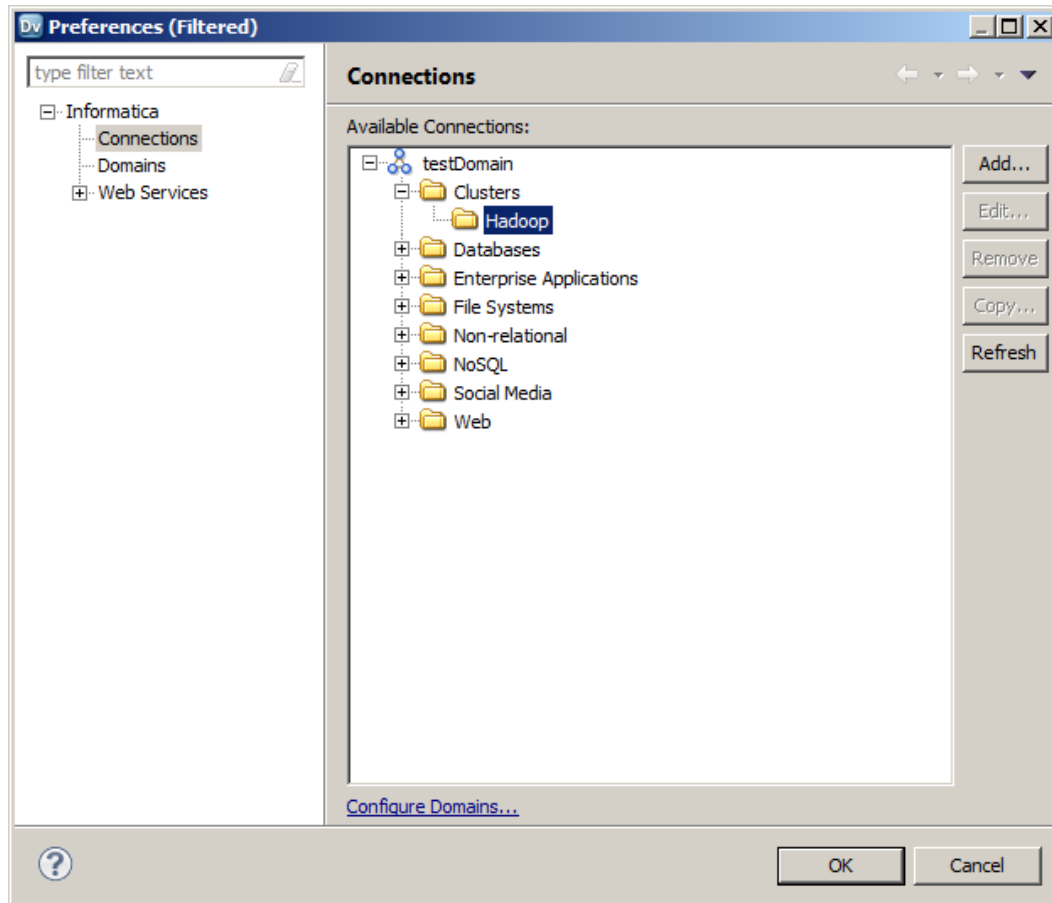 Dv Preferences (Filtered)
type filter text
Informatica
Connections
Domains
Web Services
Connections
Available Connections:
testDomain
Clusters
Hadoop
Databases
Enterprise Applications
File Systems
Non-relational
NoSQL
Social Media
Web
Add...
Edit...
Remove
Copy...
Refresh
Configure Domains...
?
OK
Cancel